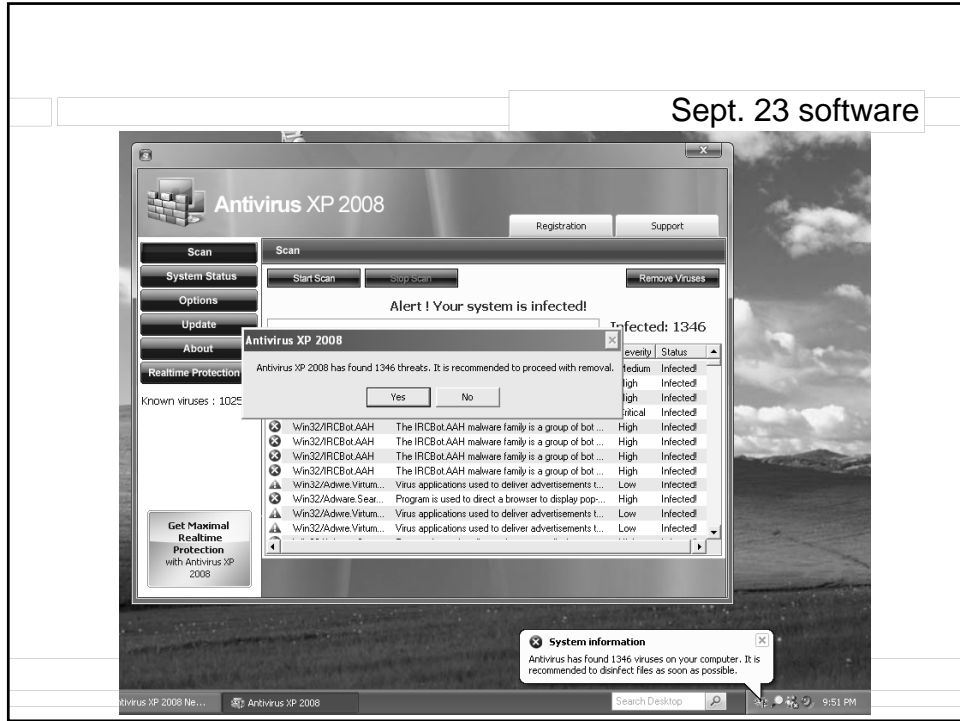 Sept. 23 software
Antivirus XP 2008
Registration
Support
Scan
System Status
Options
Update
About
Realtime Protection
Known viruses : 1025
Scan
Start Scan
Stop Scan
Remove Viruses
Alert ! Your system is infected!
Infected: 1346
Antivirus XP 2008
Antivirus XP 2008 has found 1346 threats. It is recommended to proceed with removal.
Yes
No
everity Status
Medium Infected!
High Infected!
High Infected!
Critical Infected!
Win32/IRCBot.AAH The IRCBot.AAH malware family is a group of bot ... High Infected!
Win32/IRCBot.AAH The IRCBot.AAH malware family is a group of bot ... High Infected!
Win32/IRCBot.AAH The IRCBot.AAH malware family is a group of bot ... High Infected!
Win32/IRCBot.AAH The IRCBot.AAH malware family is a group of bot ... High Infected!
Win32/Adwre.Virtum... Virus applications used to deliver advertisements t... Low Infected!
Win32/Adware.Sear... Program is used to direct a browser to display pop-... High Infected!
Win32/Adwre.Virtum... Virus applications used to deliver advertisements t... Low Infected!
Win32/Adwre.Virtum... Virus applications used to deliver advertisements t... Low Infected!
Get Maximal
Realtime
Protection
with Antivirus XP
2008
System information
Antivirus has found 1346 viruses on your computer. It is
recommended to disinfect files as soon as possible.
tivirus XP 2008 Ne...
Antivirus XP 2008
Search Desktop
9:51 PM